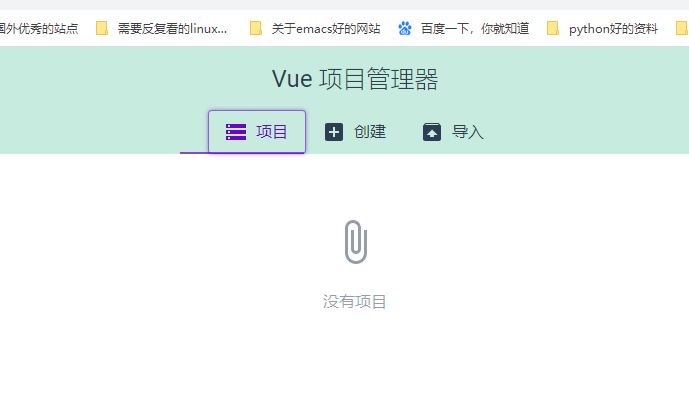 国外优秀的站点 需要反复看的linux... 关于emacs好的网站 百度一下，你就知道 python好的资料
Vue 项目管理器
项目 创建 导入
没有项目